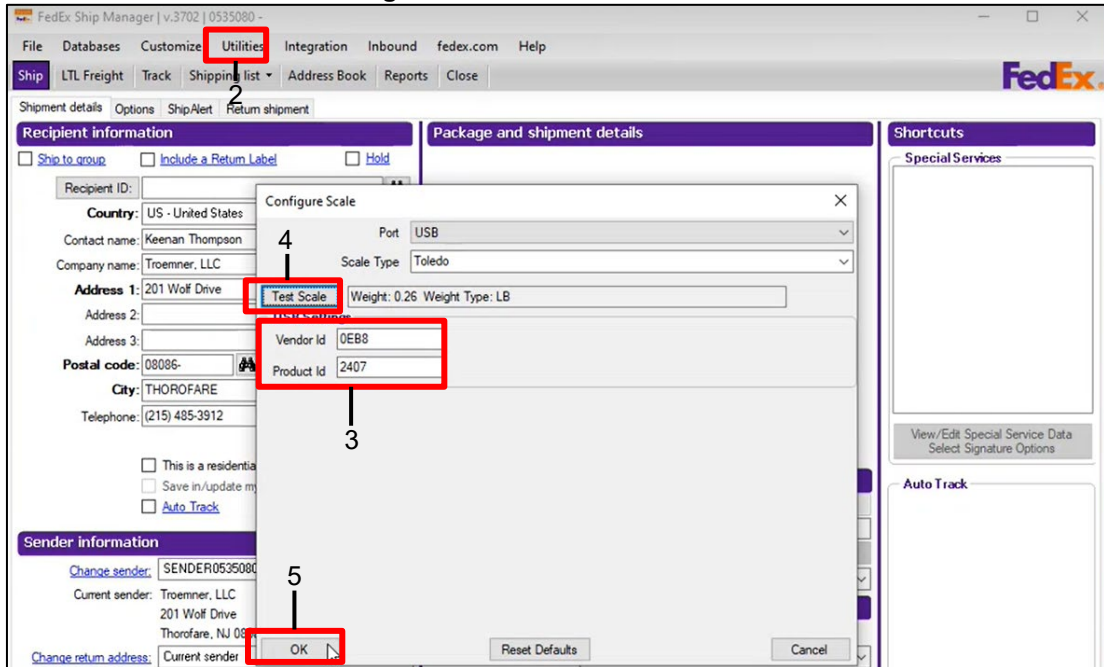 FedEx Ship Manager | v.3702 | 0535080 -
File Databases Customize Utilities Integration Inbound fedex.com Help
Ship LTL Freight Track Shipping list Address Book Reports Close
FedEx.
2
Shipment details Options ShipAlert Return shipment
Recipient information
Package and shipment details
Shortcuts
Ship to group Include a Return Label Hold
Special Services
Recipient ID:
Configure Scale
Country: US - United States
Port USB
Contact name: Keenan Thompson
4
Company name: Troemner, LLC
Scale Type Toledo
Address 1: 201 Wolf Drive
Test Scale Weight: 0.26 Weight Type: LB
Address 2:
USB Settings
Address 3:
Vendor Id 0EB8
Postal code: 08086-
Product Id 2407
City: THOROFARE
Telephone: (215) 485-3912
3
View/Edit Special Service Data
Select Signature Options
This is a residentia
Save in/update my
Auto Track
Auto Track
Sender information
Change sender: SENDER0535080
5
Current sender: Troemner, LLC
201 Wolf Drive
Thorofare, NJ
OK Reset Defaults Cancel
Change return address: Current sender